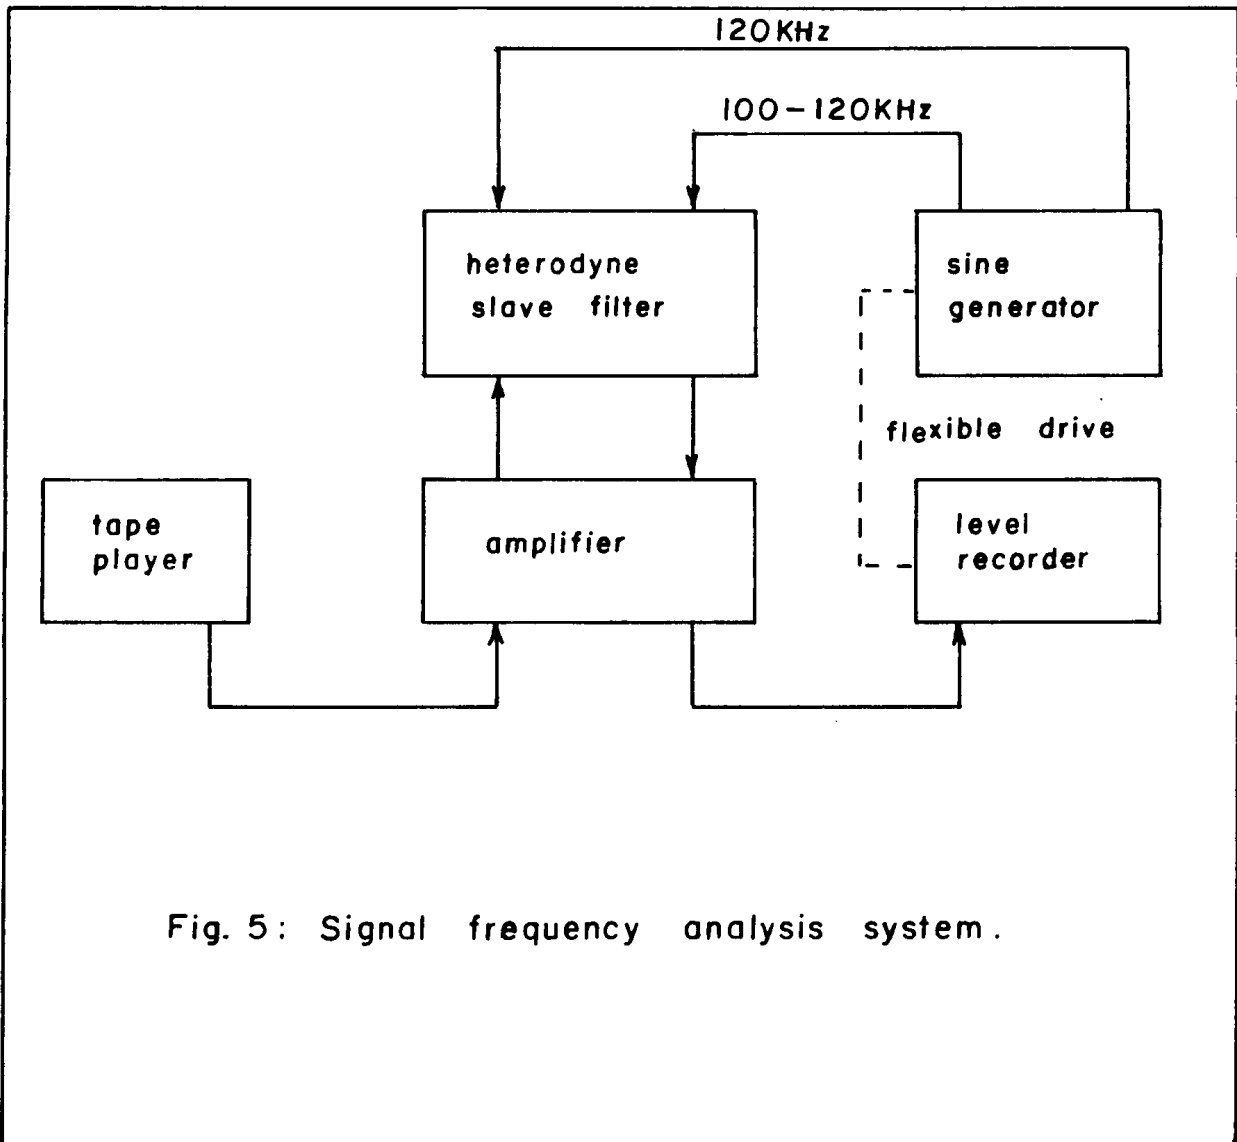 120KHz
100-120KHz
heterodyne
slave filter
sine
generator
flexible drive
tape
player
amplifier
level
recorder
Fig. 5: Signal frequency analysis system.